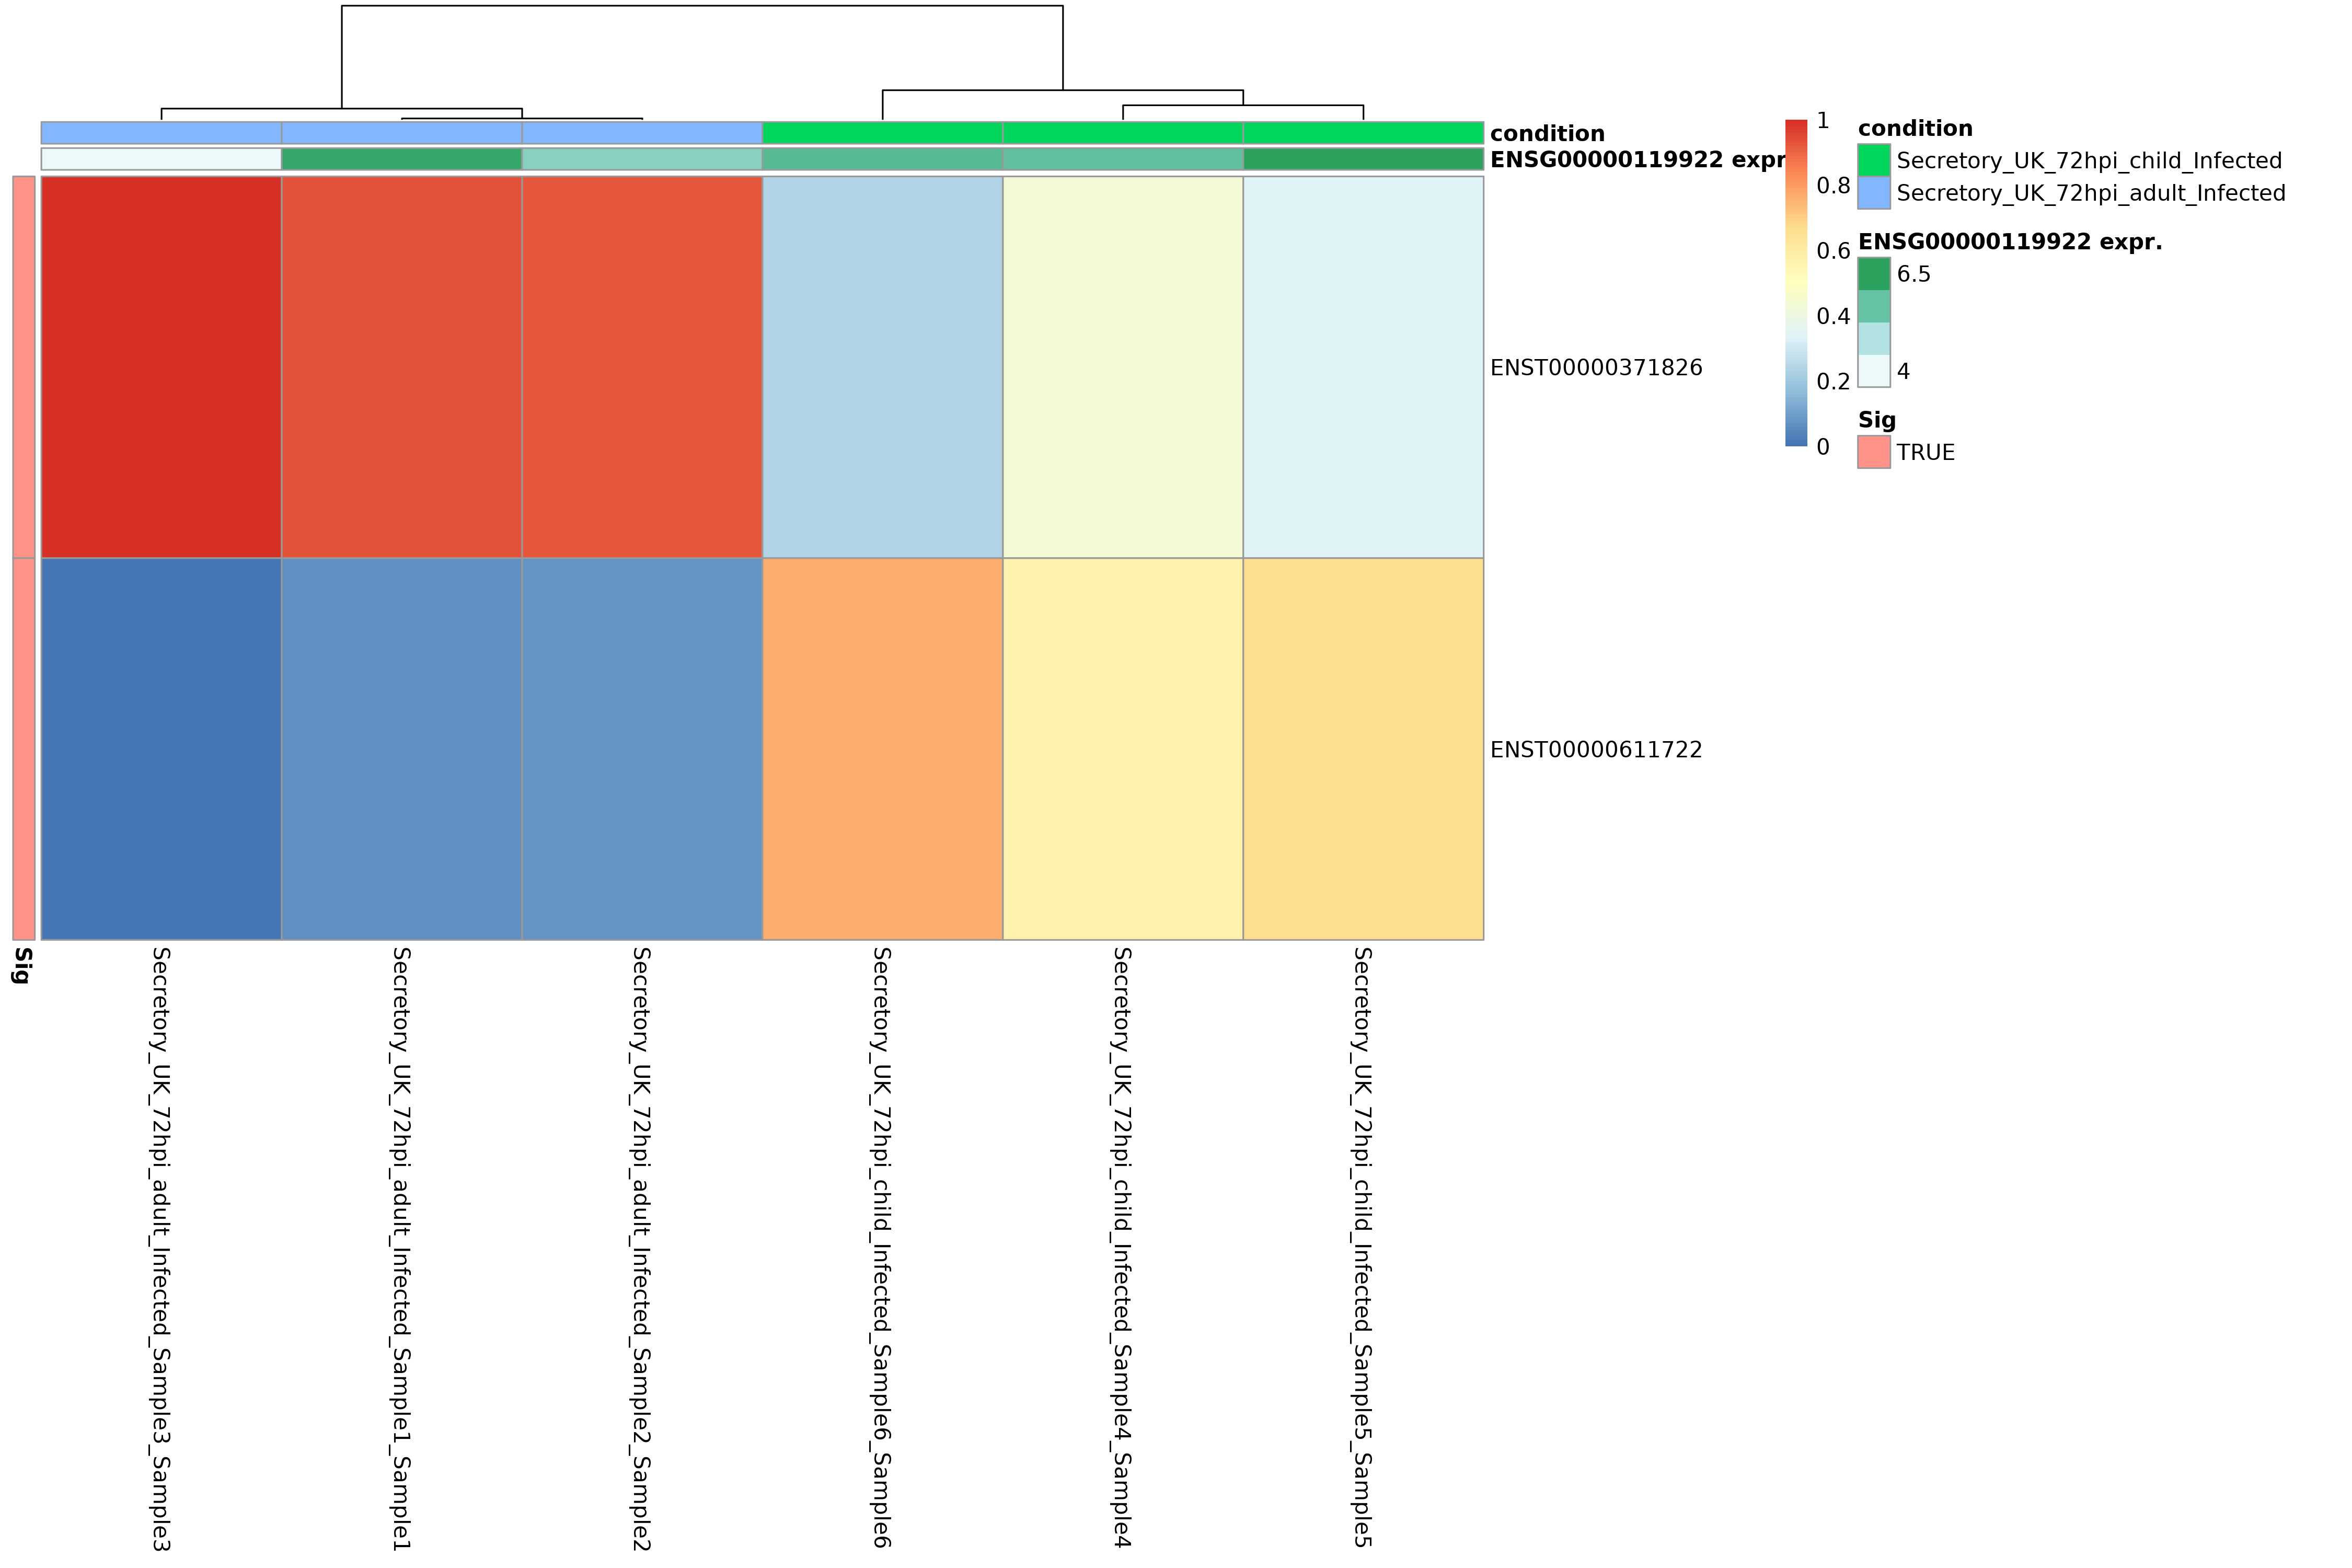 condition
ENSG00000119922 expr
ENST00000371826
ENST00000611722
Sig
Secretory_UK_72hpi_adult_Infected_Sample3_Sample3
Secretory_UK_72hpi_adult_Infected_Sample1_Sample1
Secretory_UK_72hpi_adult_Infected_Sample2_Sample2
Secretory_UK_72hpi_child_Infected_Sample6_Sample6
Secretory_UK_72hpi_child_Infected_Sample4_Sample4
Secretory_UK_72hpi_child_Infected_Sample5_Sample5
1
0.8
0.6
0.4
0.2
0
condition
Secretory_UK_72hpi_child_Infected
Secretory_UK_72hpi_adult_Infected
ENSG00000119922 expr.
6.5
4
Sig
TRUE